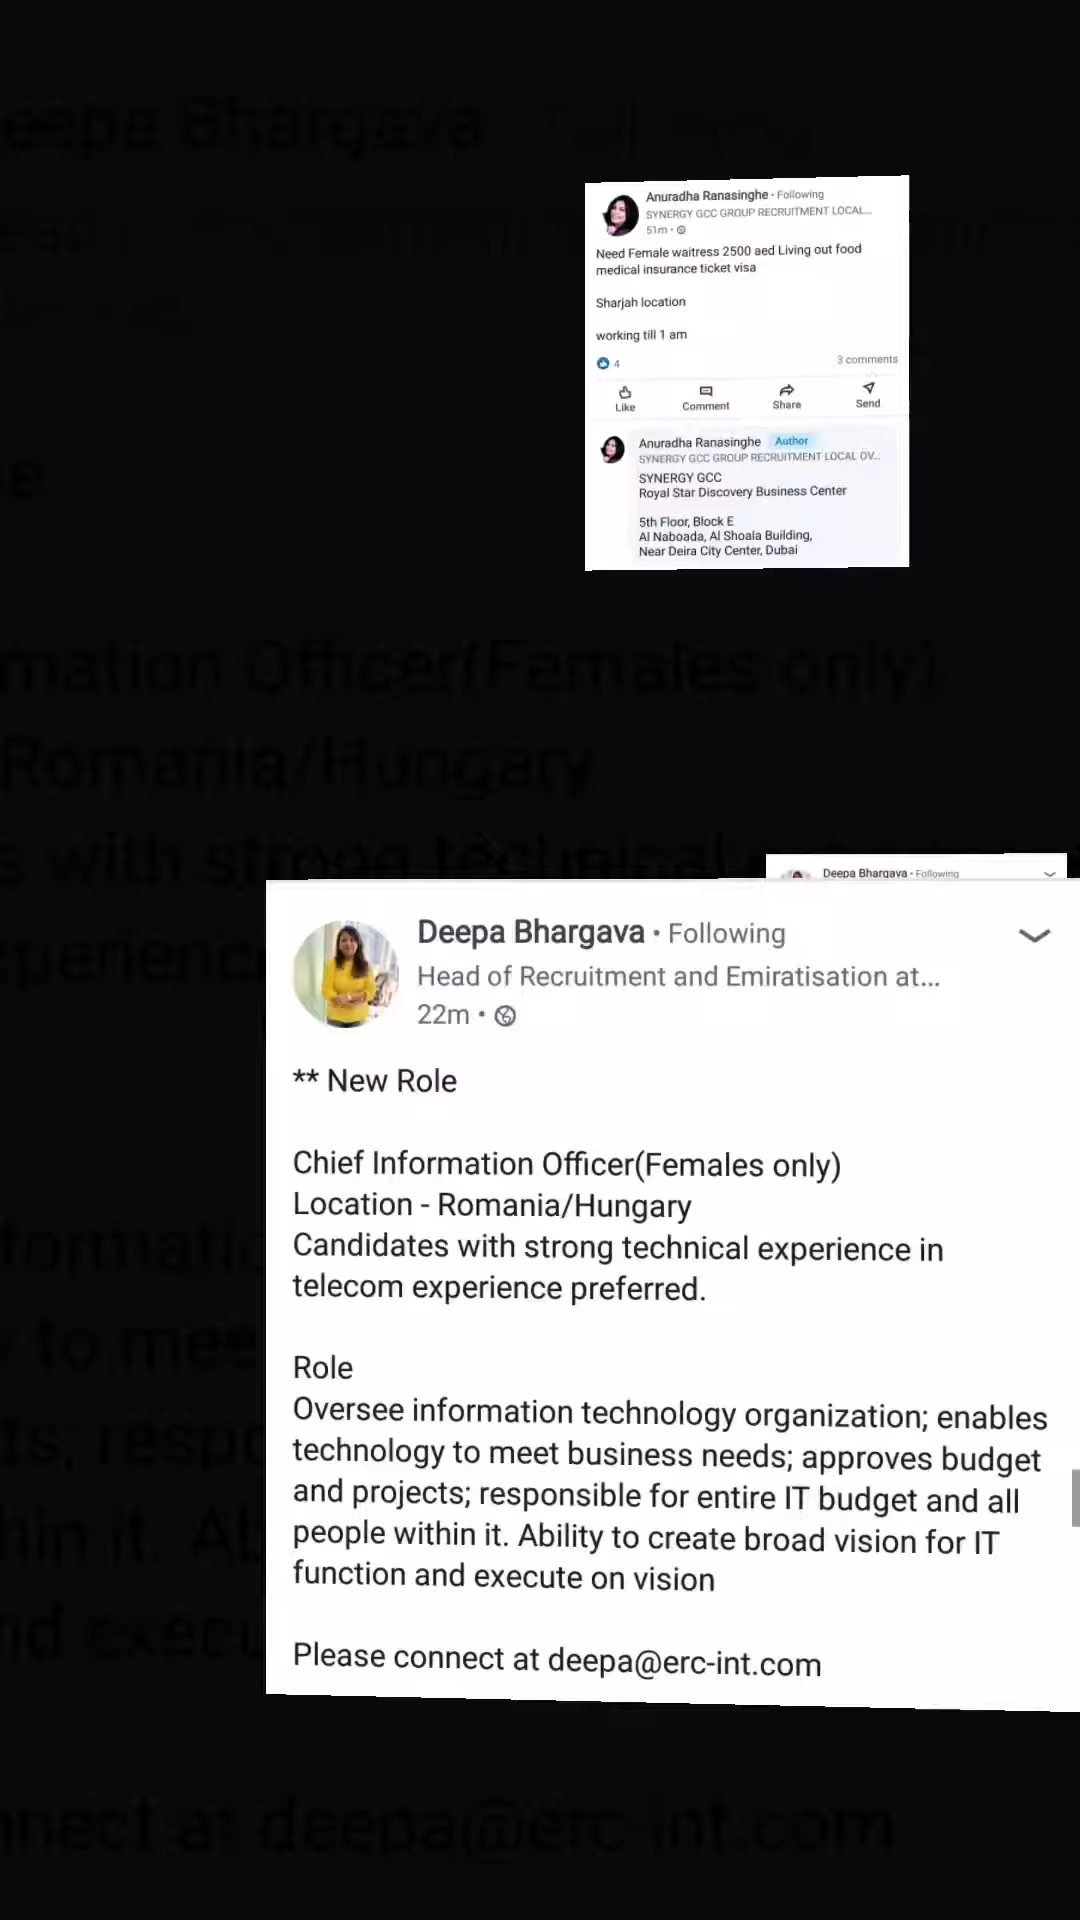 Anuradha Ranasinghe • Following
SYNERGY GCC GROUP RECRUITMENT LOCAL...
51m •
Need Female waitress 2500 aed Living out food
medical insurance ticket visa
Sharjah location
working till 1 am
4
3 comments
Like
Comment
Share
Send
Anuradha Ranasinghe Author
SYNERGY GCC GROUP RECRUITMENT LOCAL OV...
SYNERGY GCC
Royal Star Discovery Business Center
5th Floor, Block E
Al Naboada, Al Shoala Building,
Near Deira City Center, Dubai
Deepa Bhargava • Following
Deepa Bhargava • Following
Head of Recruitment and Emiratisation at...
22m •
** New Role
Chief Information Officer(Females only)
Location - Romania/Hungary
Candidates with strong technical experience in
telecom experience preferred.
Role
Oversee information technology organization; enables
technology to meet business needs; approves budget
and projects; responsible for entire IT budget and all
people within it. Ability to create broad vision for IT
function and execute on vision
Please connect at deepa@erc-int.com